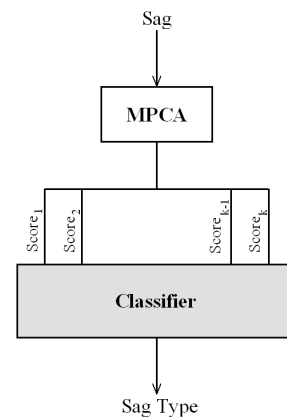 Sag
MPCA
Score1
Score2
Scorek-1
Scorek
Classifier
Sag Type